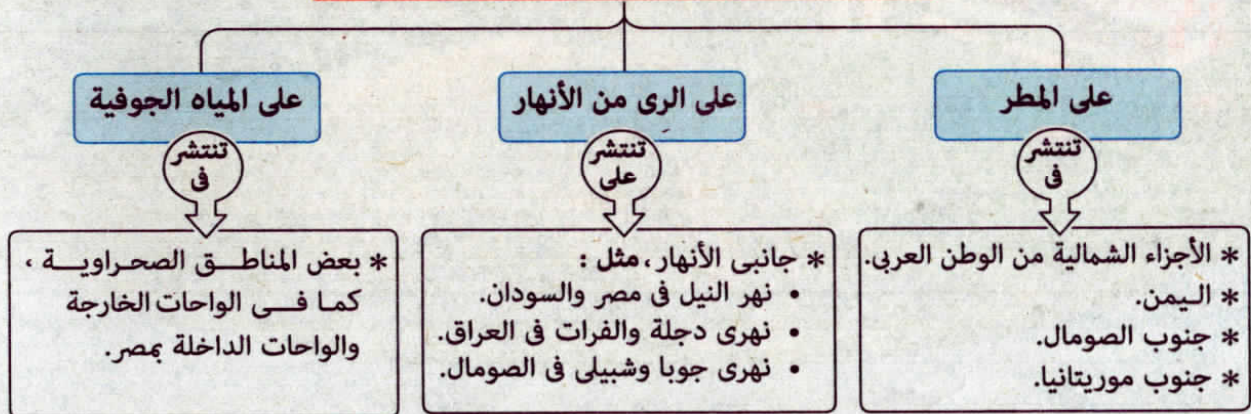 على المطر
تنتشر
فى
* الأجزاء الشمالية من الوطن العربى.
* الـيمن.
* جنوب الصومال.
* جنوب موريتانيا.
على الرى من الأنهار
تنتشر
على
* جانبى الأنهار، مثل :
• نهر النيل فى مصر والسودان.
• نهرى دجلة والفرات فى العراق.
• نهرى جوبا وشبيلى فى الصومال.
على المياه الجوفية
تنتشر
فى
* بعض المناطـــق الصحـراويـــة ،
كمـا فـــى الواحات الخارجة
والواحات الداخلة بمصر.